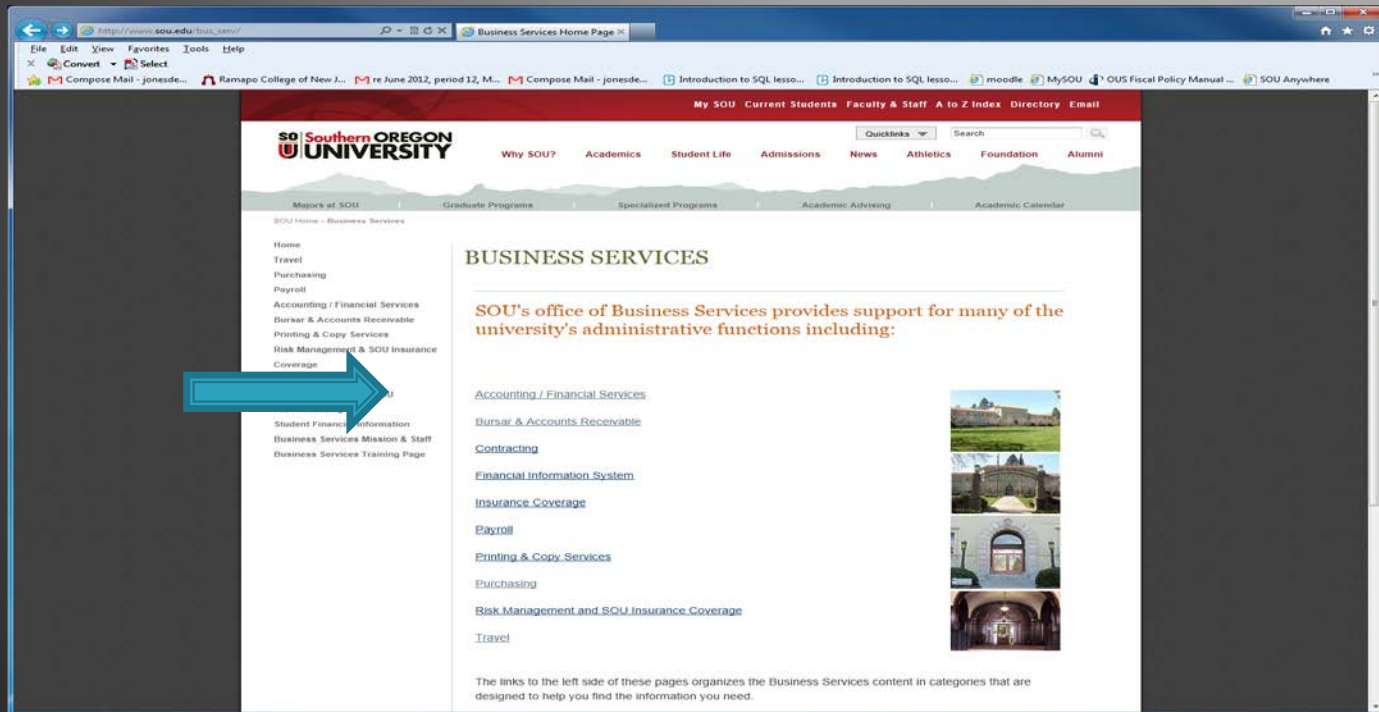 http://www.sou.edu/bus_serv/
Business Services Home Page
File Edit View Favorites Tools Help
Convert Select
Compose Mail - jonesde... Ramapo College of New J... re June 2012, period 12, M... Compose Mail - jonesde... Introduction to SQL lesso... Introduction to SQL lesso... moodle MySOU OUS Fiscal Policy Manual ... SOU Anywhere
My SOU Current Students Faculty & Staff A to Z Index Directory Email
Quicklinks Search
SO Southern OREGON
U UNIVERSITY
Why SOU? Academics Student Life Admissions News Athletics Foundation Alumni
Majors at SOU Graduate Programs Specialized Programs Academic Advising Academic Calendar
SOU Home - Business Services
Home
Travel
Purchasing
Payroll
Accounting / Financial Services
Bursar & Accounts Receivable
Printing & Copy Services
Risk Management & SOU Insurance
Coverage
Student Financial Information
Business Services Mission & Staff
Business Services Training Page
BUSINESS SERVICES
SOU's office of Business Services provides support for many of the
university's administrative functions including:
Accounting / Financial Services
Bursar & Accounts Receivable
Contracting
Financial Information System
Insurance Coverage
Payroll
Printing & Copy Services
Purchasing
Risk Management and SOU Insurance Coverage
Travel
The links to the left side of these pages organizes the Business Services content in categories that are
designed to help you find the information you need.